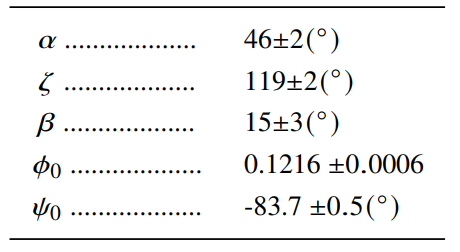 α .................... 46±2(°)
ζ .................... 119±2(°)
β .................... 15±3(°)
ϕ₀ .................... 0.1216 ±0.0006
ψ₀ .................... -83.7 ±0.5(°)